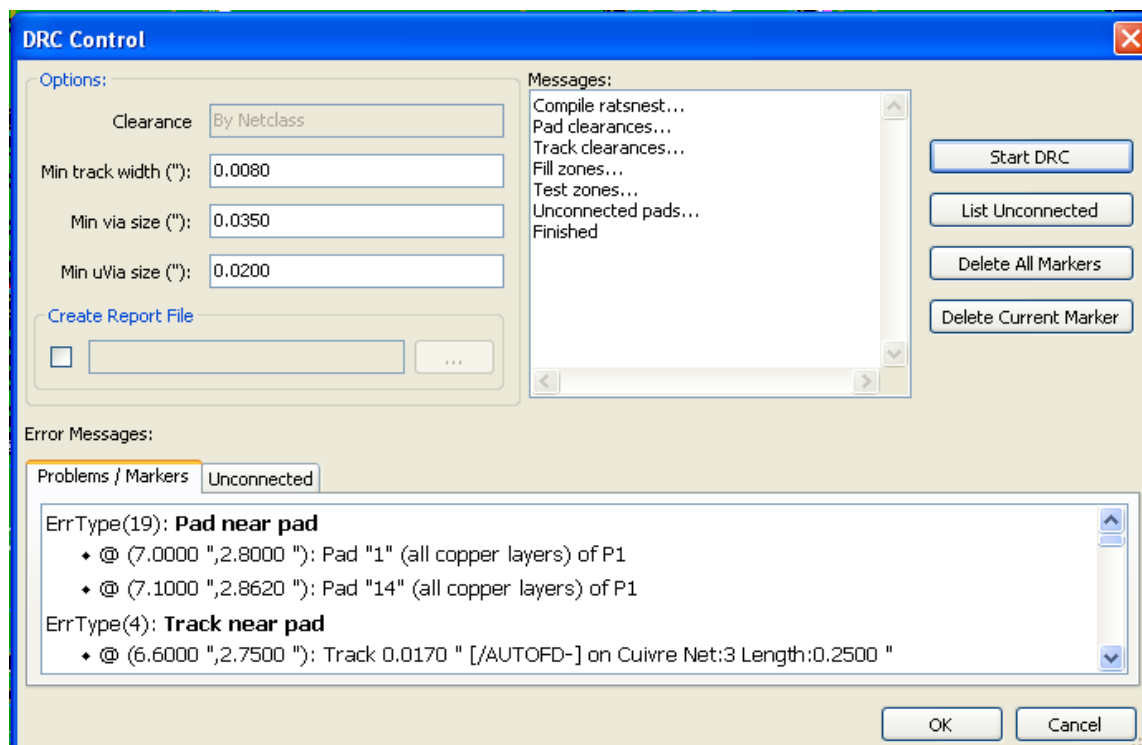 DRC Control
Options:
Clearance By Netclass
Min track width ("): 0.0080
Min via size ("): 0.0350
Min uVia size ("): 0.0200
Create Report File
...
Messages:
Compile ratsnest...
Pad clearances...
Track clearances...
Fill zones...
Test zones...
Unconnected pads...
Finished
Start DRC
List Unconnected
Delete All Markers
Delete Current Marker
Error Messages:
Problems / Markers Unconnected
ErrType(19): Pad near pad
@ (7.0000 ",2.8000 "): Pad "1" (all copper layers) of P1
@ (7.1000 ",2.8620 "): Pad "14" (all copper layers) of P1
ErrType(4): Track near pad
@ (6.6000 ",2.7500 "): Track 0.0170 " [/AUTOFD-] on Cuivre Net:3 Length:0.2500 "
OK Cancel